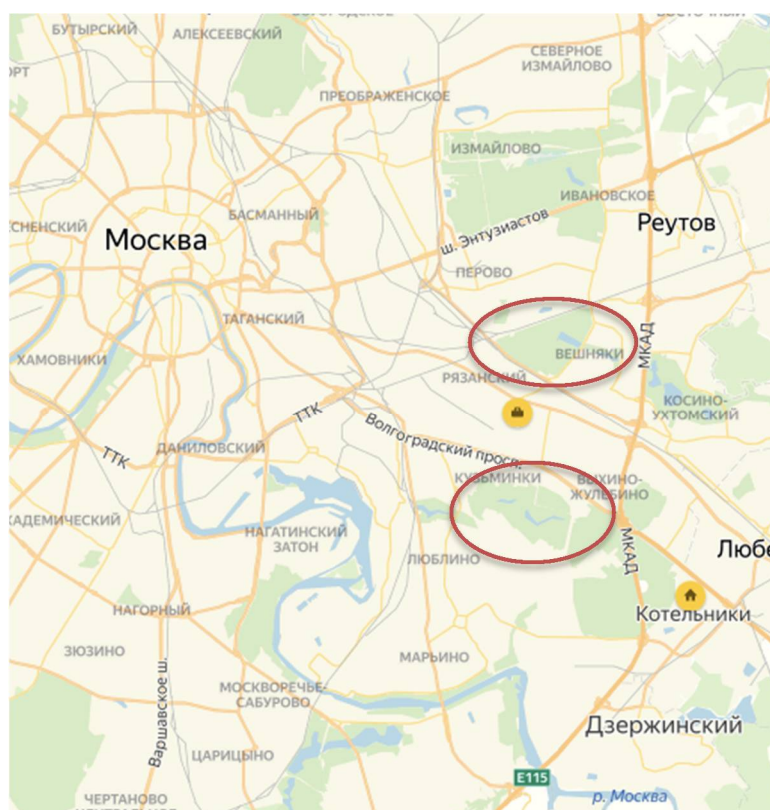 БУТЫРСКИЙ
АЛЕКСЕЕВСКИЙ
СЕВЕРНОЕ
ИЗМАЙЛОВО
ПРЕОБРАЖЕНСКОЕ
ИЗМАЙЛОВО
ИВАНОВСКОЕ
БАСМАННЫЙ
Реутов
Москва
ш. Энтузиастов
ПЕРОВО
ТАГАНСКИЙ
МКАД
ХАМОВНИКИ
ВЕШНЯКИ
РЯЗАНСКИЙ
КОСИНО-
УХТОМСКИЙ
ТТК
Волгоградский просп.
ДАНИЛОВСКИЙ
ТТК
КУЗЬМИНКИ
ВЫХИНО-
ЖУЛЕБИНО
НАГАТИНСКИЙ
ЗАТОН
МКАД
Любе
ЛЮБЛИНО
НАГОРНЫЙ
Котельники
ЗЮЗИНО
МАРЬИНО
Варшавское ш.
МОСКВОРЕЧЬЕ-
САБУРОВО
Дзержинский
ЦАРИЦЫНО
E115
р. Москва
ЧЕРТАНОВО